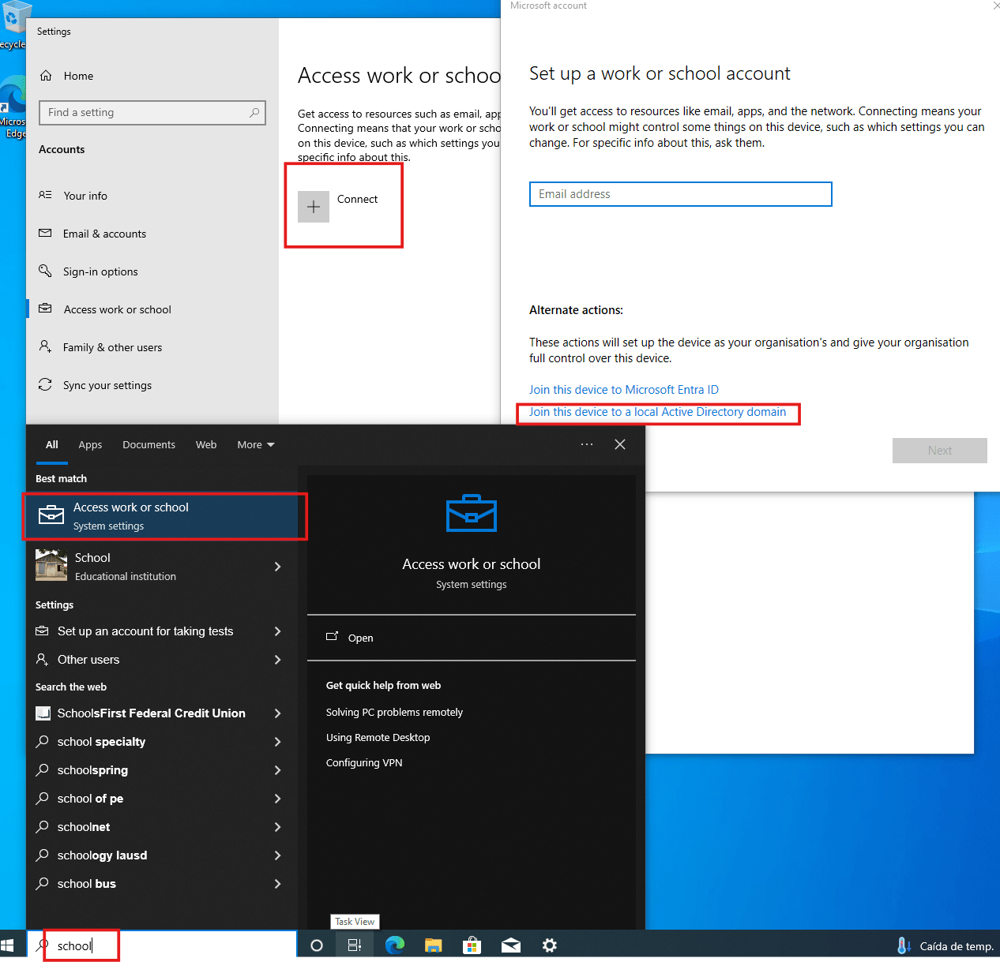 ecycle
Micros
Edge
Settings
Home
Find a setting
Accounts
Your info
Email & accounts
Sign-in options
Access work or school
Family & other users
Sync your settings
Access work or schoo
Get access to resources such as email, app
Connecting means that your work or scho
on this device, such as which settings you
specific info about this.
Connect
Microsoft account
Set up a work or school account
You'll get access to resources like email, apps, and the network. Connecting means your
work or school might control some things on this device, such as which settings you can
change. For specific info about this, ask them.
Email address
Alternate actions:
These actions will set up the device as your organisation's and give your organisation
full control over this device.
Join this device to Microsoft Entra ID
Join this device to a local Active Directory domain
Next
All Apps Documents Web More
Best match
Access work or school
System settings
School
Educational institution
Settings
Set up an account for taking tests
Other users
Search the web
SchoolsFirst Federal Credit Union
school specialty
schoolspring
school of pe
schoolnet
schoology lausd
school bus
Access work or school
System settings
Open
Get quick help from web
Solving PC problems remotely
Using Remote Desktop
Configuring VPN
Task View
school
Caída de temp.